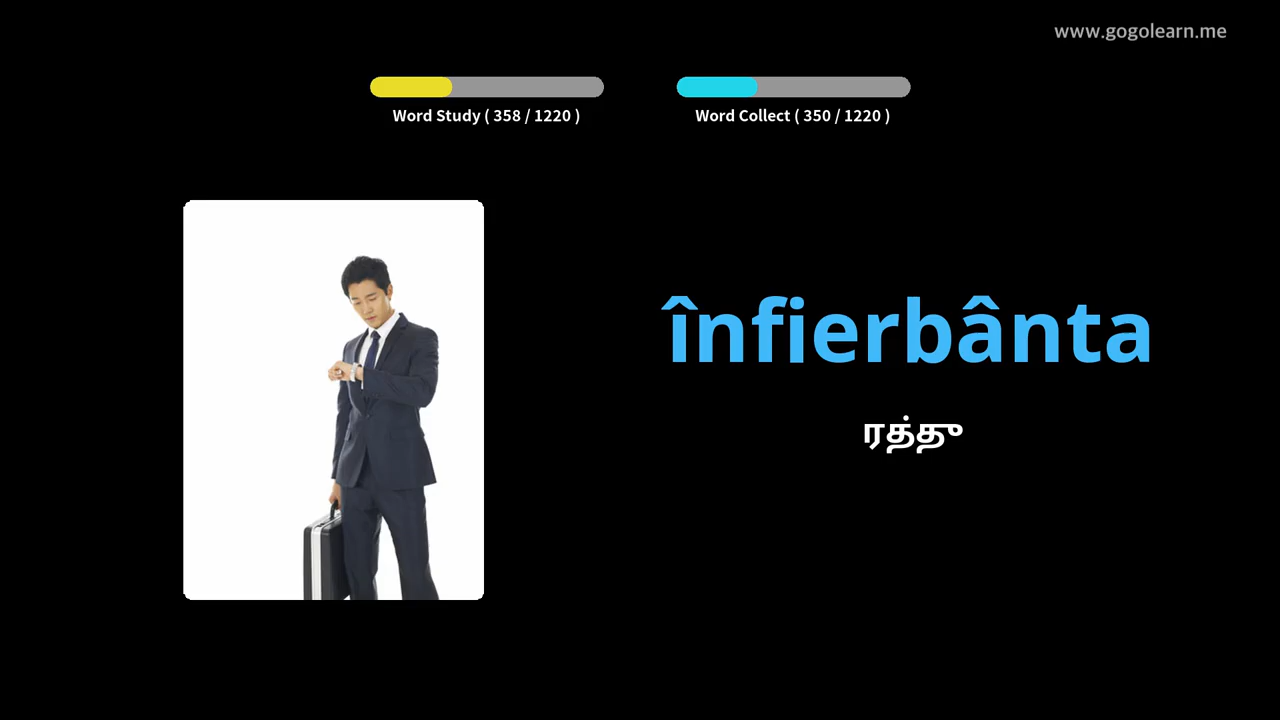 www.gogolearn.me
Word Study ( 358 / 1220 )
Word Collect ( 350 / 1220 )
înfierbânta
ரத்து